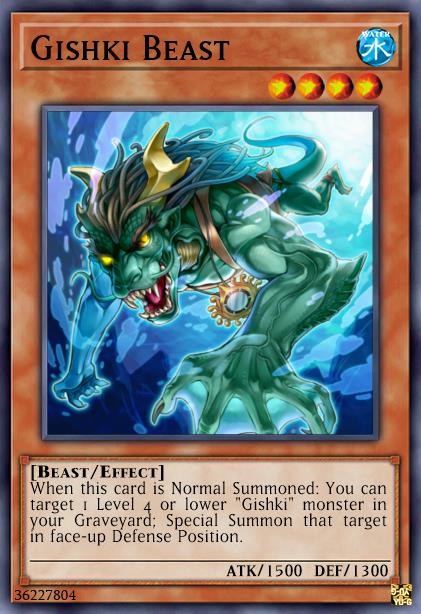 Gishki Beast
WATER
水
[Beast/Effect]
When this card is Normal Summoned: You can
target 1 Level 4 or lower "Gishki" monster in
your Graveyard; Special Summon that target
in face-up Defense Position.
ATK/1500 DEF/1300
36227804